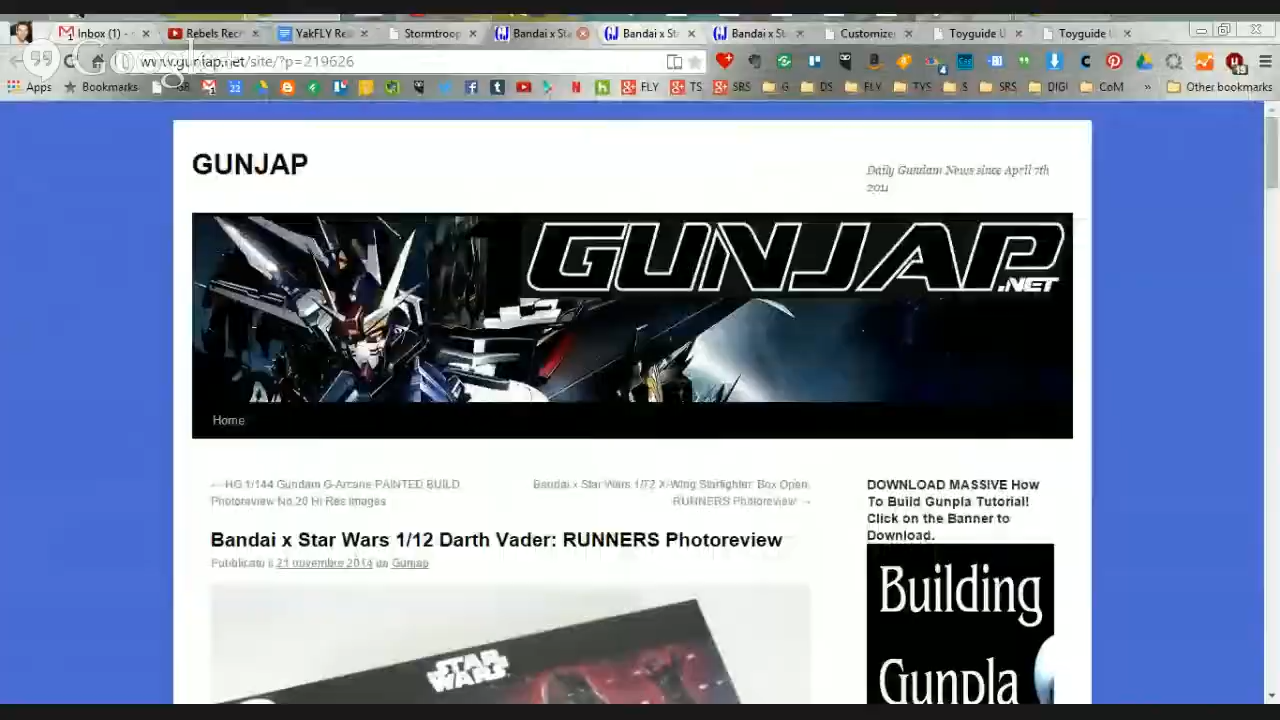 Inbox (1) -
Rebels Rec
YakFLY Re
Stormtroop
Bandai x Sta
Bandai x St
Bandai x St
Customize
Toyguide U
Toyguide U
Google
www.gunjap.net/site/?p=219626
Apps
Bookmarks
FLY
TS
SRS
G
DS
FLY
TYS
S
SRS
DIGI
CoM
»
Other bookmarks
GUNJAP
Daily Gundam News since April 7th
2011
GUNJAP
.NET
Home
← HG 1/144 Gundam G-Arcane PAINTED BUILD
Photoreview No.20 Hi Res Images
Bandai x Star Wars 1/72 X-Wing Starfighter: Box Open,
RUNNERS Photoreview →
Bandai x Star Wars 1/12 Darth Vader: RUNNERS Photoreview
Pubblicato il 21 novembre 2014 da Gunjap
STAR
WARS
DOWNLOAD MASSIVE How
To Build Gunpla Tutorial!
Click on the Banner to
Download.
Building
Gunpla